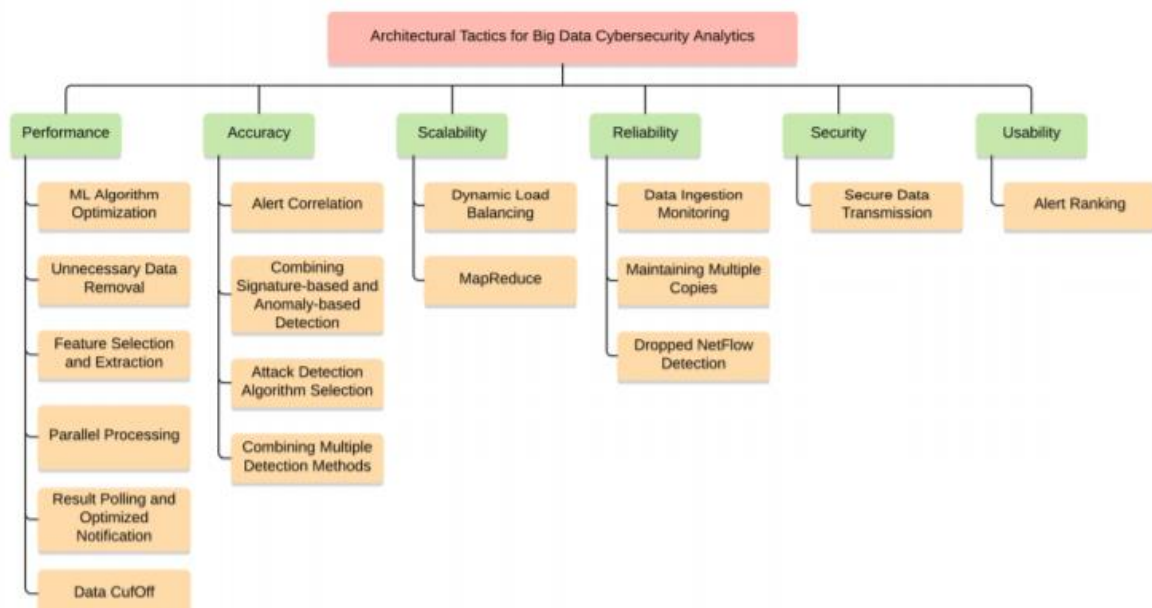 Architectural Tactics for Big Data Cybersecurity Analytics
Performance
Accuracy
Scalability
Reliability
Security
Usability
ML Algorithm
Optimization
Unnecessary Data
Removal
Feature Selection
and Extraction
Parallel Processing
Result Polling and
Optimized
Notification
Data CufOff
Alert Correlation
Combining
Signature-based and
Anomaly-based
Detection
Attack Detection
Algorithm Selection
Combining Multiple
Detection Methods
Dynamic Load
Balancing
MapReduce
Data Ingestion
Monitoring
Maintaining Multiple
Copies
Dropped NetFlow
Detection
Secure Data
Transmission
Alert Ranking